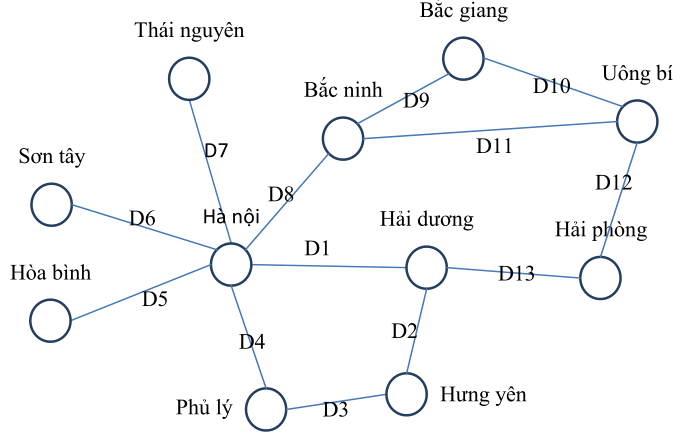 Bắc giang
Thái nguyên
Uông bí
Bắc ninh
D10
D9
D7
D11
Sơn tây
D12
D8
D6
Hà nội
Hải dương
Hải phòng
D1
Hòa bình
D13
D5
D2
D4
Hưng yên
Phủ lý
D3